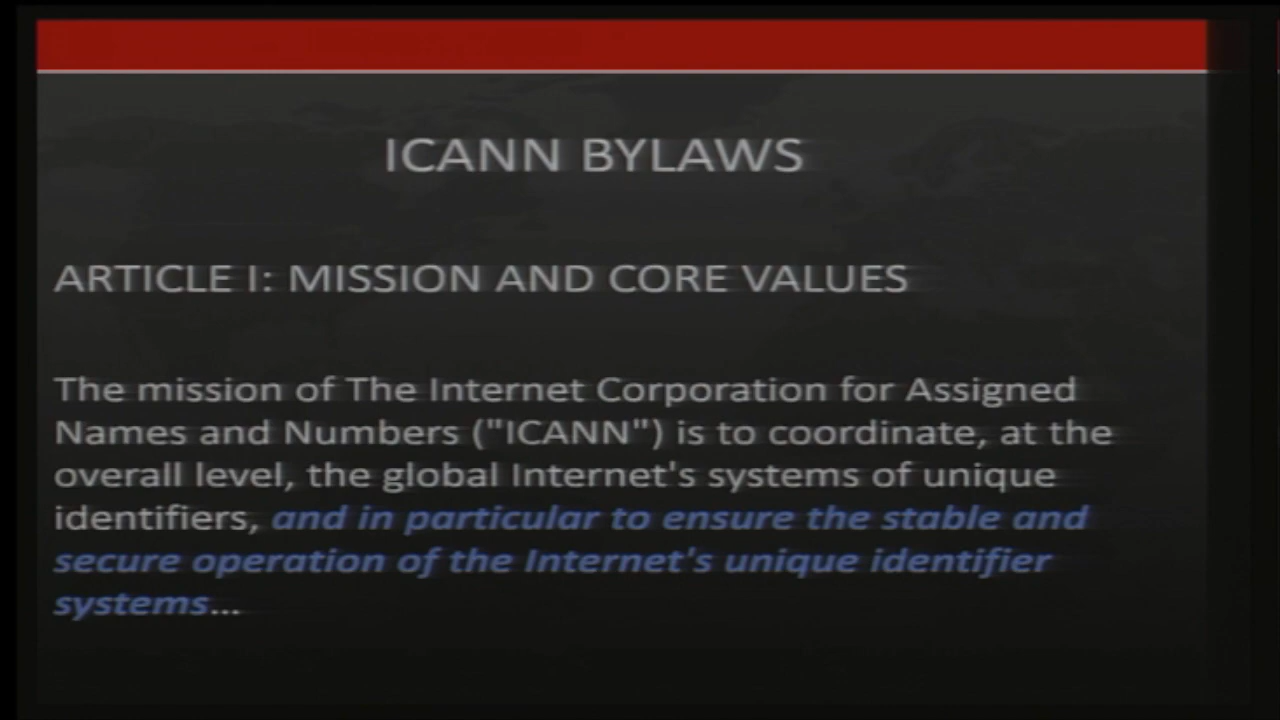 ICANN BYLAWS
ARTICLE I: MISSION AND CORE VALUES
The mission of The Internet Corporation for Assigned
Names and Numbers ("ICANN") is to coordinate, at the
overall level, the global Internet's systems of unique
identifiers, and in particular to ensure the stable and
secure operation of the Internet's unique identifier
systems...